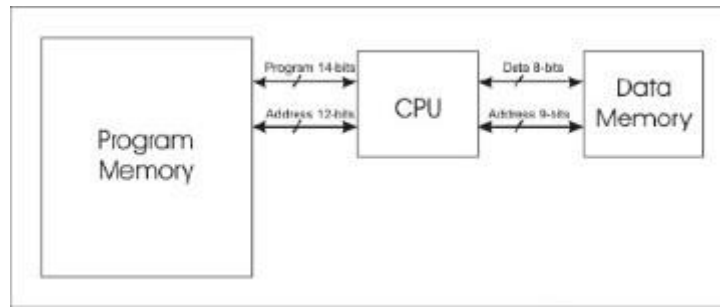 Program 14-bits
Address 12-bits
Program
Memory
CPU
Data 8-bits
Address 9-bits
Data
Memory